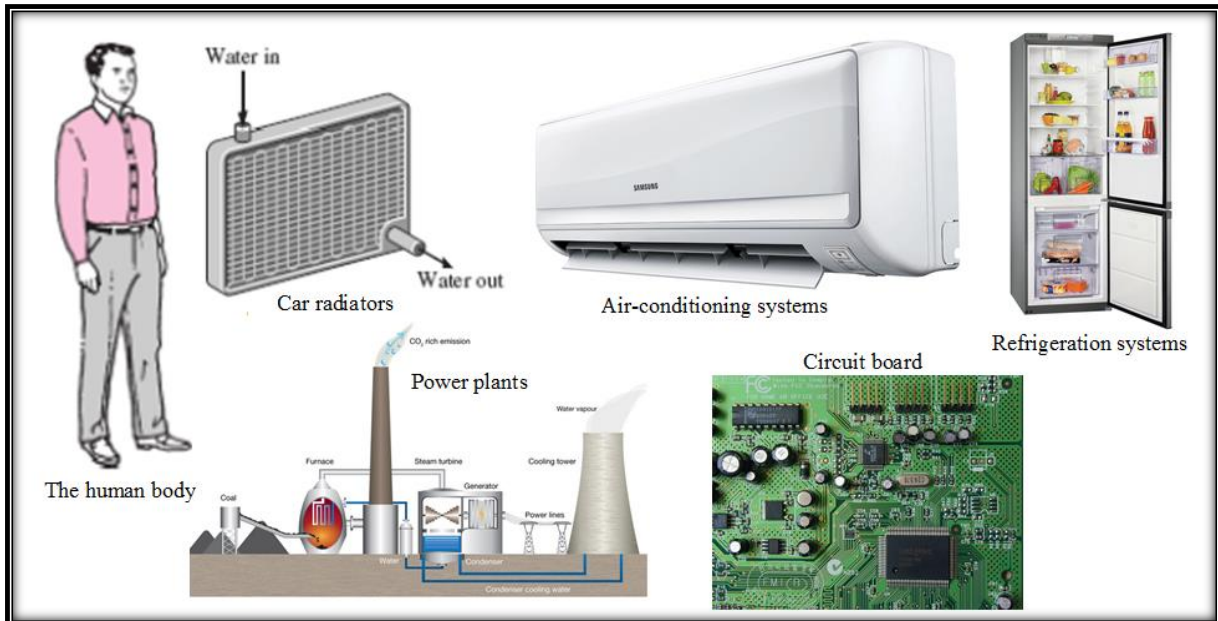 Water in
Water out
Car radiators
SAMSUNG
Air-conditioning systems
Refrigeration systems
The human body
CO₂ rich emission
Power plants
Water vapour
Furnace
Steam turbine
Cooling tower
Generator
Coal
Power lines
Water
Condenser
Condenser cooling water
Circuit board
FCC